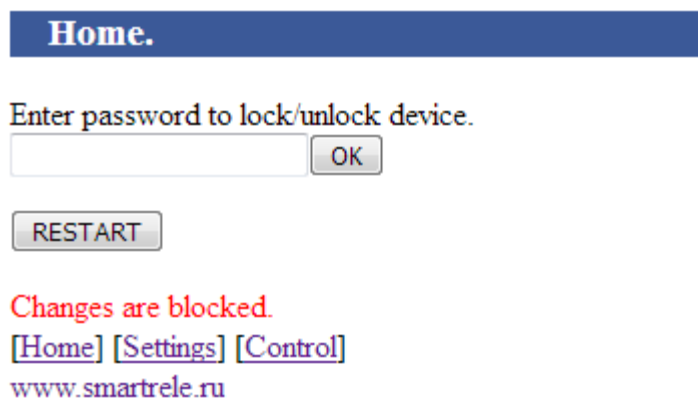 Home.
Enter password to lock/unlock device.
OK
RESTART
Changes are blocked.
[Home] [Settings] [Control]
www.smartrele.ru